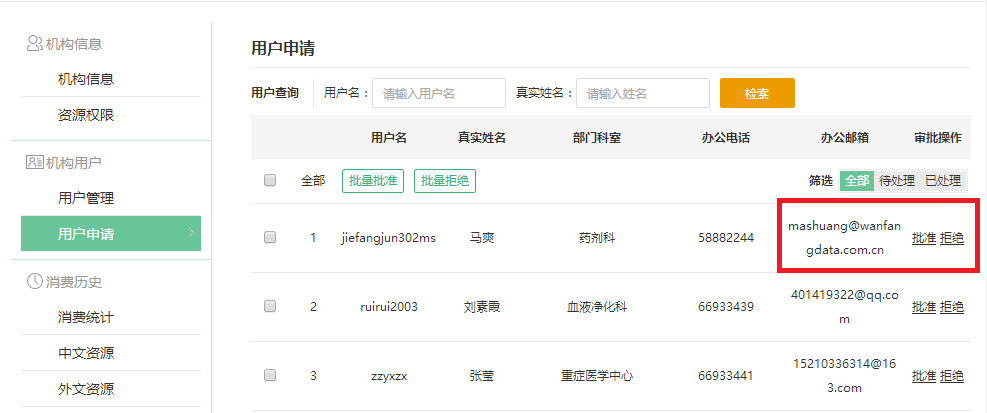 机构信息
机构信息
资源权限
机构用户
用户管理
用户申请
消费历史
消费统计
中文资源
外文资源
用户申请
用户查询 用户名： 请输入用户名 真实姓名： 请输入姓名 检索
用户名 真实姓名 部门科室 办公电话 办公邮箱 审批操作
全部 批量批准 批量拒绝 筛选 全部 待处理 已处理
1 jiefangjun302ms 马爽 药剂科 58882244 mashuang@wanfan 批准 拒绝
gdata.com.cn
2 ruirui2003 刘素霞 血液净化科 66933439 401419322@qq.co 批准 拒绝
m
3 zzyxzx 张莹 重症医学中心 66933441 15210336314@16 批准 拒绝
3.com